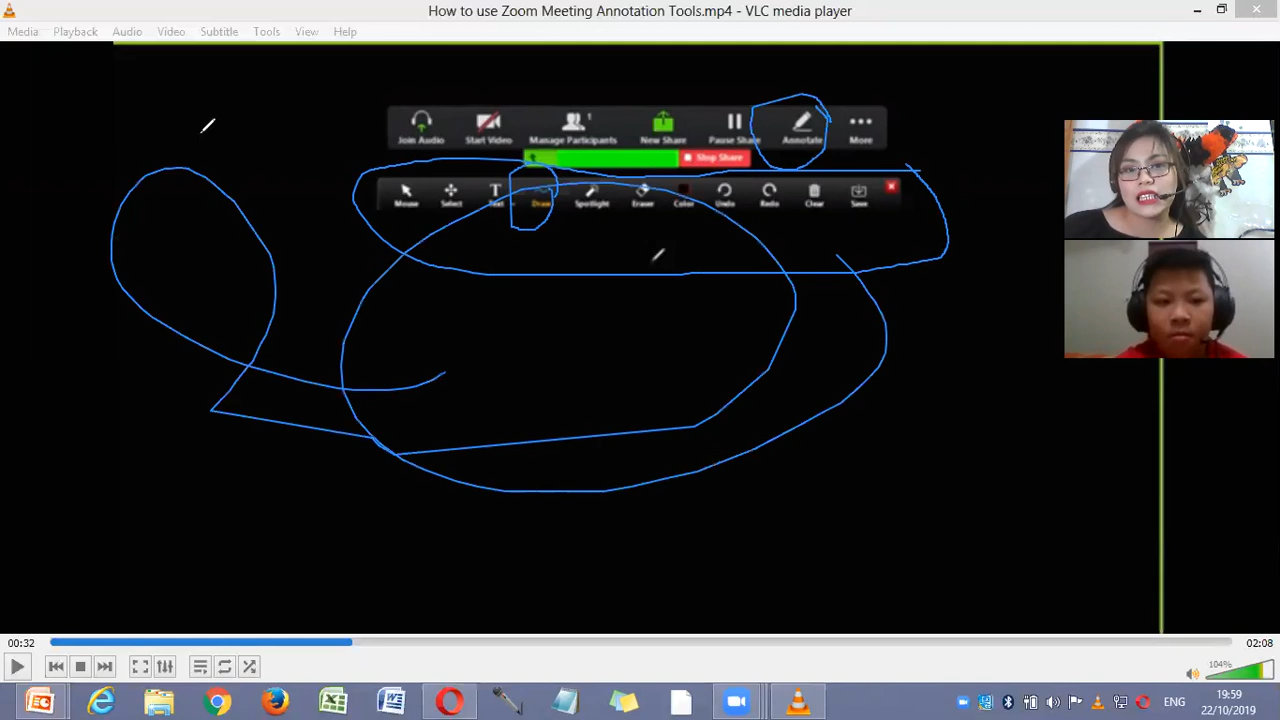 How to use Zoom Meeting Annotation Tools.mp4 - VLC media player
Media Playback Audio Video Subtitle Tools View Help
1
Join Audio Start Video Manage Participants New Share Pause Share Annotate More
Stop Share
Mouse Select Text Draw Spotlight Eraser Color Undo Redo Clear Save
00:32 02:08
104%
ENG
19:59
22/10/2019